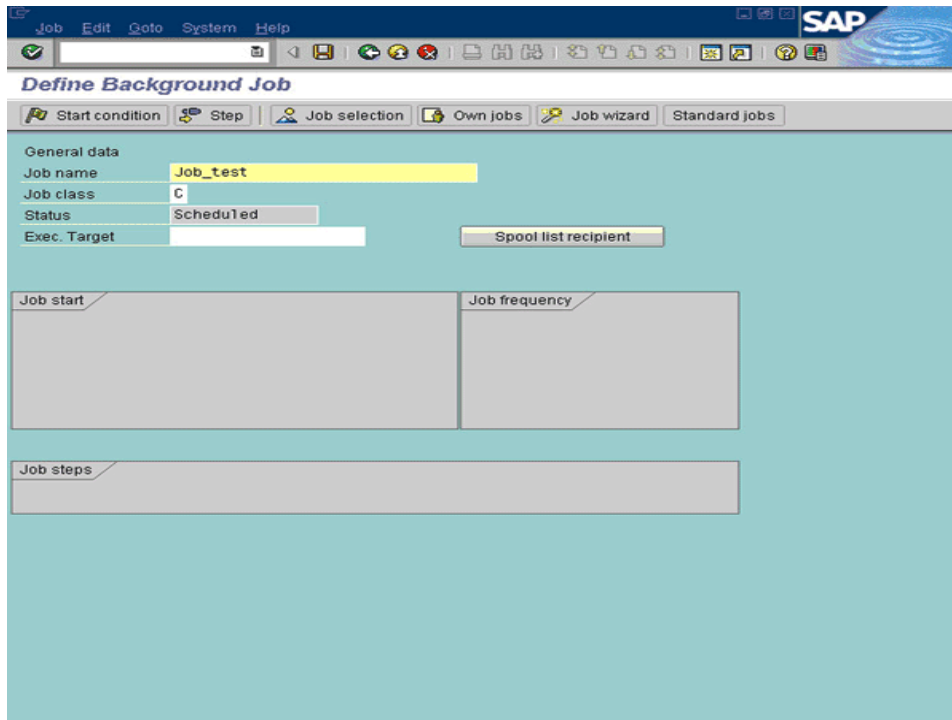 Job Edit Goto System Help
SAP
Define Background Job
Start condition Step Job selection Own jobs Job wizard Standard jobs
General data
Job name Job_test
Job class C
Status Scheduled
Exec. Target Spool list recipient
Job start Job frequency
Job steps